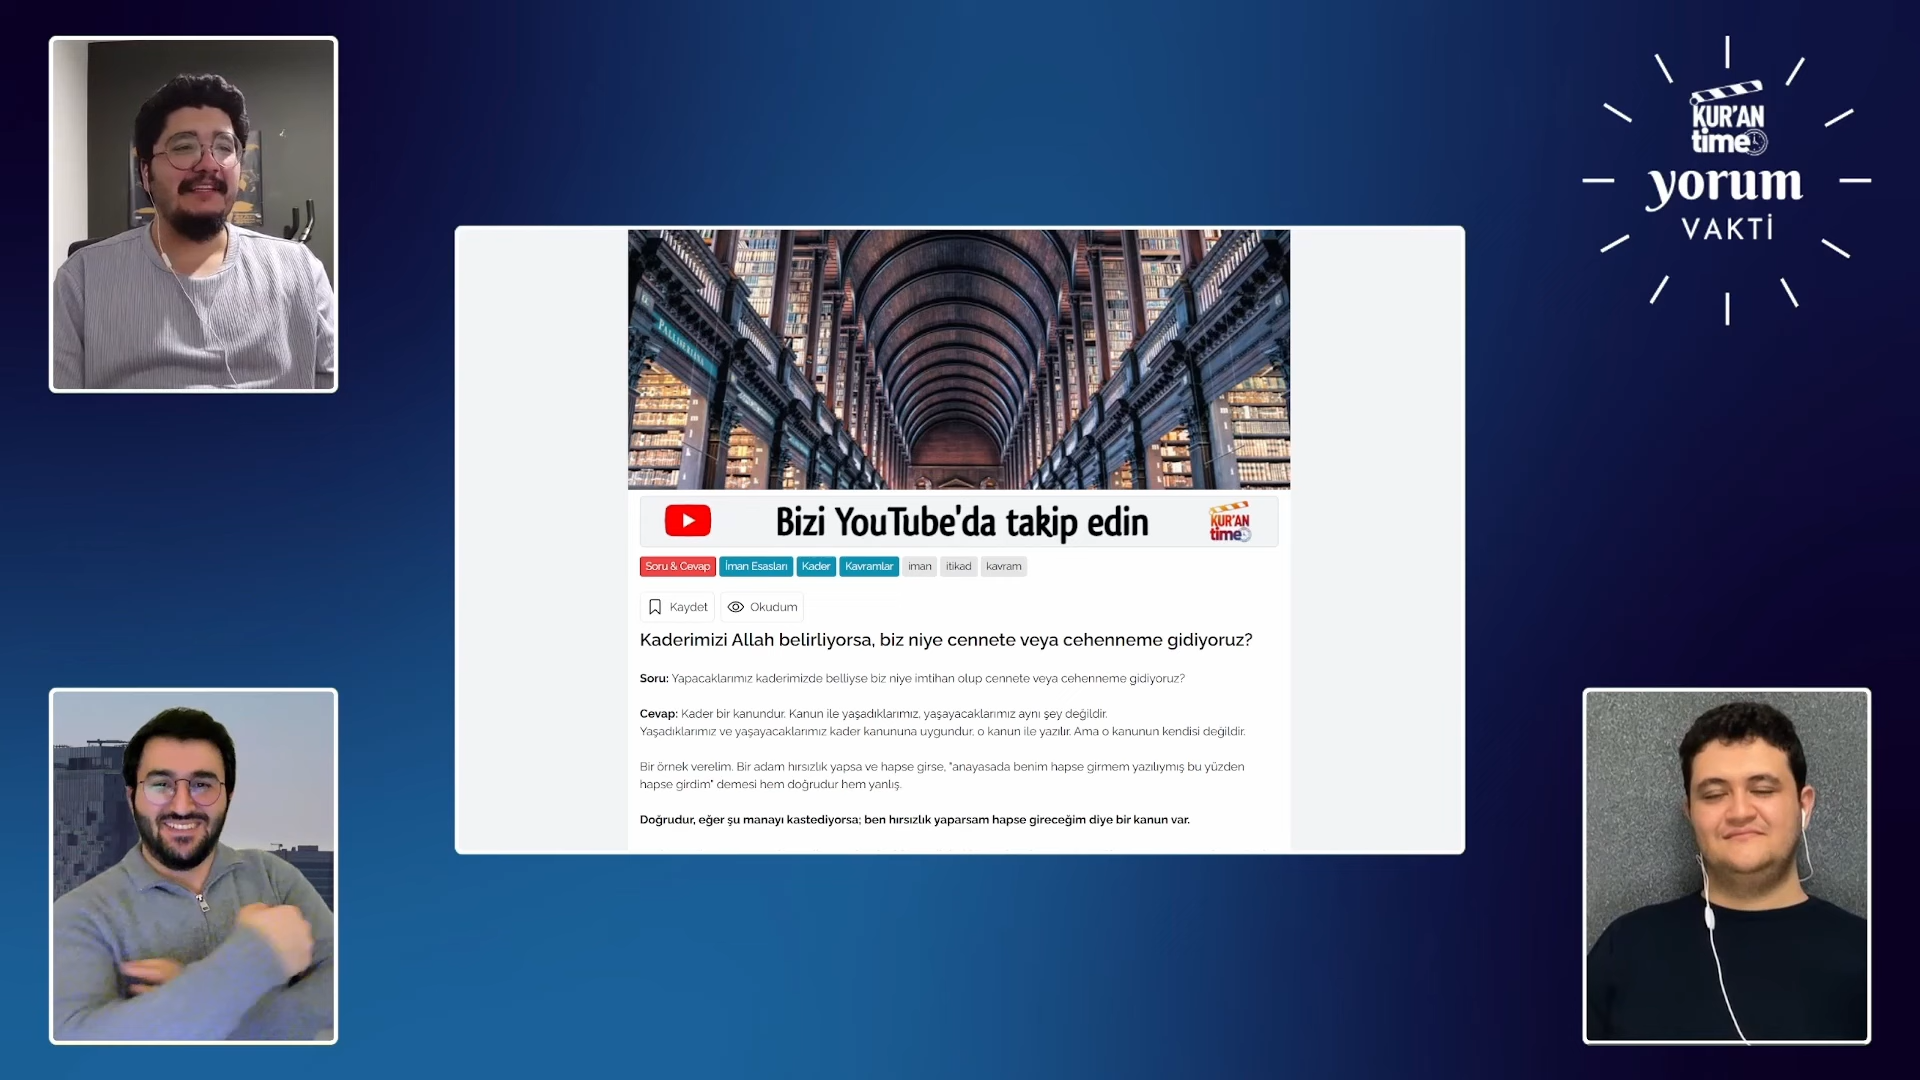 KUR'AN
time
yorum
VAKTİ
PALLIBERTIANA
Bizi YouTube'da takip edin
KUR'AN
time
Soru & Cevap İman Esasları Kader Kavramlar iman itikad kavram
Kaydet Okudum
Kaderimizi Allah belirliyorsa, biz niye cennete veya cehenneme gidiyoruz?
Soru: Yapacaklarımız kaderimizde belliyse biz niye imtihan olup cennete veya cehenneme gidiyoruz?
Cevap: Kader bir kanundur. Kanun ile yaşadıklarımız, yaşayacaklarımız aynı şey değildir.
Yaşadıklarımız ve yaşayacaklarımız kader kanununa uygundur, o kanun ile yazılır. Ama o kanunun kendisi değildir.
Bir örnek verelim. Bir adam hırsızlık yapsa ve hapse girse, "anayasada benim hapse girmem yazılıymış bu yüzden
hapse girdim" demesi hem doğrudur hem yanlış.
Doğrudur, eğer şu manayı kastediyorsa; ben hırsızlık yaparsam hapse gireceğim diye bir kanun var.